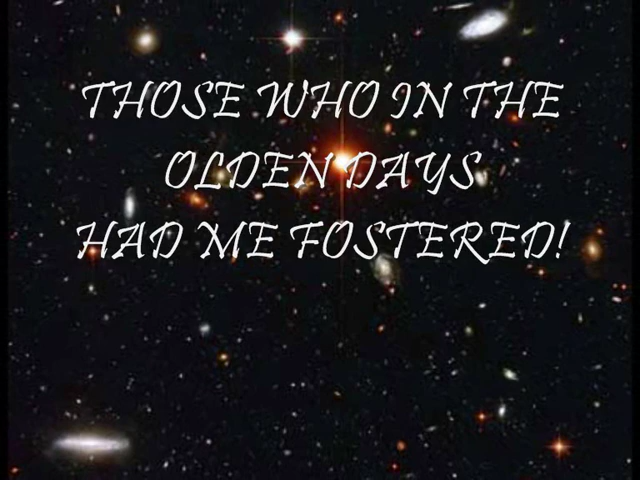 THOSE WHO IN THE
OLDEN DAYS
HAD ME FOSTERED!